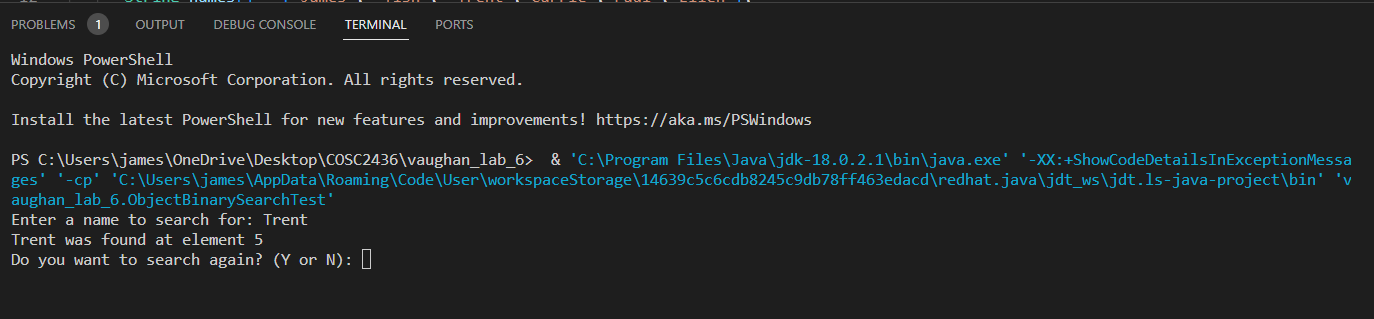 PROBLEMS 1 OUTPUT DEBUG CONSOLE TERMINAL PORTS
Windows PowerShell
Copyright (C) Microsoft Corporation. All rights reserved.
Install the latest PowerShell for new features and improvements! https://aka.ms/PSWindows
PS C:\Users\james\OneDrive\Desktop\COSC2436\vaughan_lab_6>  & 'C:\Program Files\Java\jdk-18.0.2.1\bin\java.exe' '-XX:+ShowCodeDetailsInExceptionMessa
ges' '-cp' 'C:\Users\james\AppData\Roaming\Code\User\workspaceStorage\14639c5c6cdb8245c9db78ff463edacd\redhat.java\jdt_ws\jdt.ls-java-project\bin' 'v
aughan_lab_6.ObjectBinarySearchTest'
Enter a name to search for: Trent
Trent was found at element 5
Do you want to search again? (Y or N):